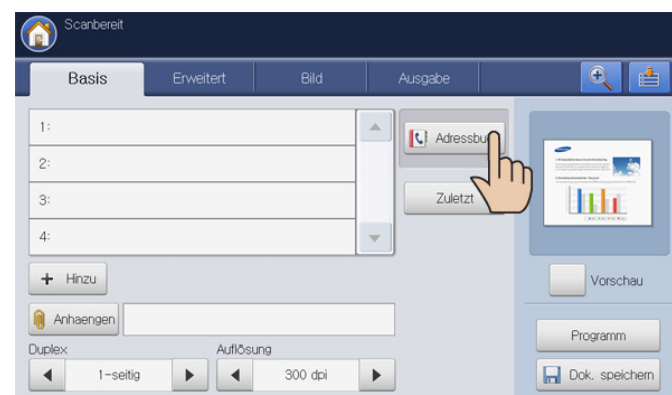 Scanbereit
Basis
Erweitert
Bild
Ausgabe
1:
2:
3:
4:
Adressbu
Zuletzt
+ Hinzu
Anhaengen
Duplex
Auflösung
1-seitig
300 dpi
Vorschau
Programm
Dok. speichern